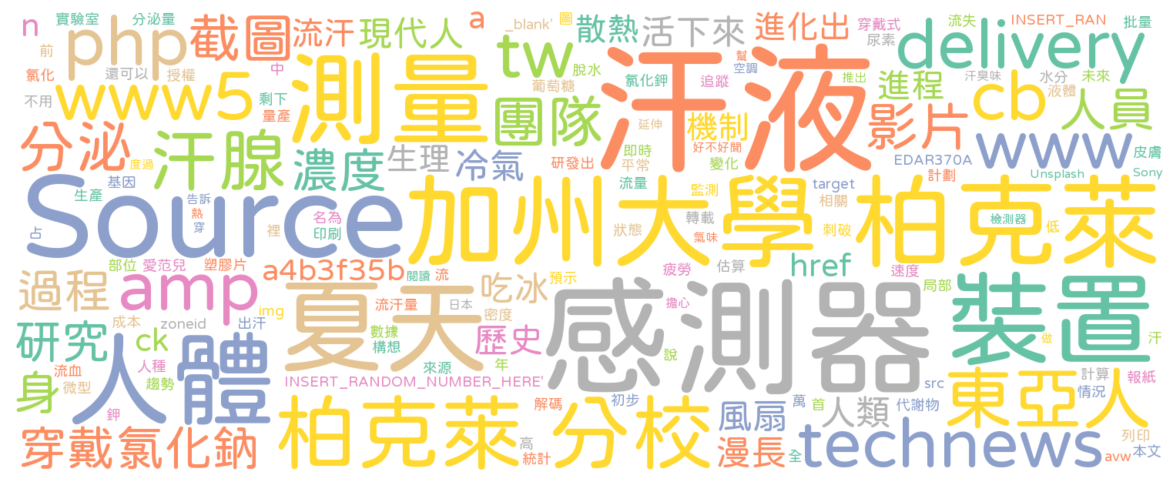 n 實驗室 分泌量 php 截圖 流汗 現代人 a _blank' 圖 散熱 活下來 進化出 穿戴式 流失 INSERT_RAN 批量
前 氯化 還可以 授權 中 tw 脫水 葡萄糖 氯化鉀 追蹤 幫 空調 尿素 delivery
不用 www5 剩下 量產 測量 團隊 汗液 推出 進程 汗臭味 水分 未來 液體 cb 人員
分泌 汗腺 度過 濃度 生理 冷氣 研發出 即時 平常 延伸 機制 好不好聞 變化 影片 EDAR370A 計劃 www 皮膚
生產 基因 Source 告訴 熱 穿 名為 印刷 裡 加州大學 流量 狀態 監測 轉載 氣味 target 相關 刺破 柏克萊 Unsplash Sony 檢測器 低
占 部位 愛范兒 塑膠片 a4b3f35b 閱讀 流 疲勞 估算 href 速度 局部
過程 amp 夏天 流汗量 日本 吃冰 預示 密度 擔心 感測器 裝置
成本 zoneid 出汗 img 數據 構想 歷史 來源 年 說 做 汗
研究 ck 人種 趨勢 流血 人體 INSERT_RANDOM_NUMBER_HERE' src 計算 情況 報紙
身 微型 鉀 柏克萊 解碼 分校 初步 風扇 萬 首 人類 代謝物 東亞人
穿戴 氯化鈉 高 統計 漫長 全 technews 列印 本文 avw